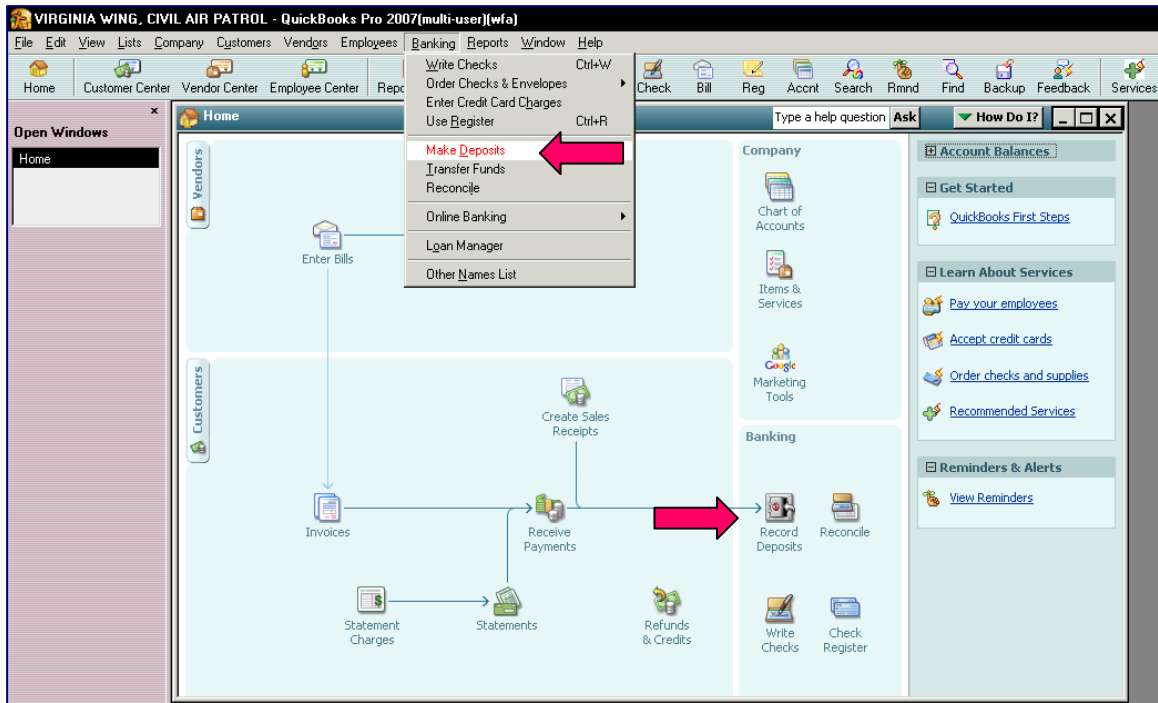 VIRGINIA WING, CIVIL AIR PATROL - QuickBooks Pro 2007(multi-user)(wfa)
File Edit View Lists Company Customers Vendors Employees Banking Reports Window Help
Home Customer Center Vendor Center Employee Center Check Bill Reg Accnt Search Rmnd Find Backup Feedback Services
Write Checks Ctrl+W
Order Checks & Envelopes
Enter Credit Card Charges
Use Register Ctrl+R
Make Deposits
Transfer Funds
Reconcile
Online Banking
Loan Manager
Other Names List
Open Windows
Home
Home
Type a help question Ask How Do I?
Vendors
Enter Bills
Customers
Create Sales
Receipts
Invoices
Receive
Payments
Statement
Charges
Statements
Refunds
& Credits
Company
Chart of
Accounts
Items &
Services
Google
Marketing
Tools
Banking
Record
Deposits
Reconcile
Write
Checks
Check
Register
Account Balances
Get Started
QuickBooks First Steps
Learn About Services
Pay your employees
Accept credit cards
Order checks and supplies
Recommended Services
Reminders & Alerts
View Reminders